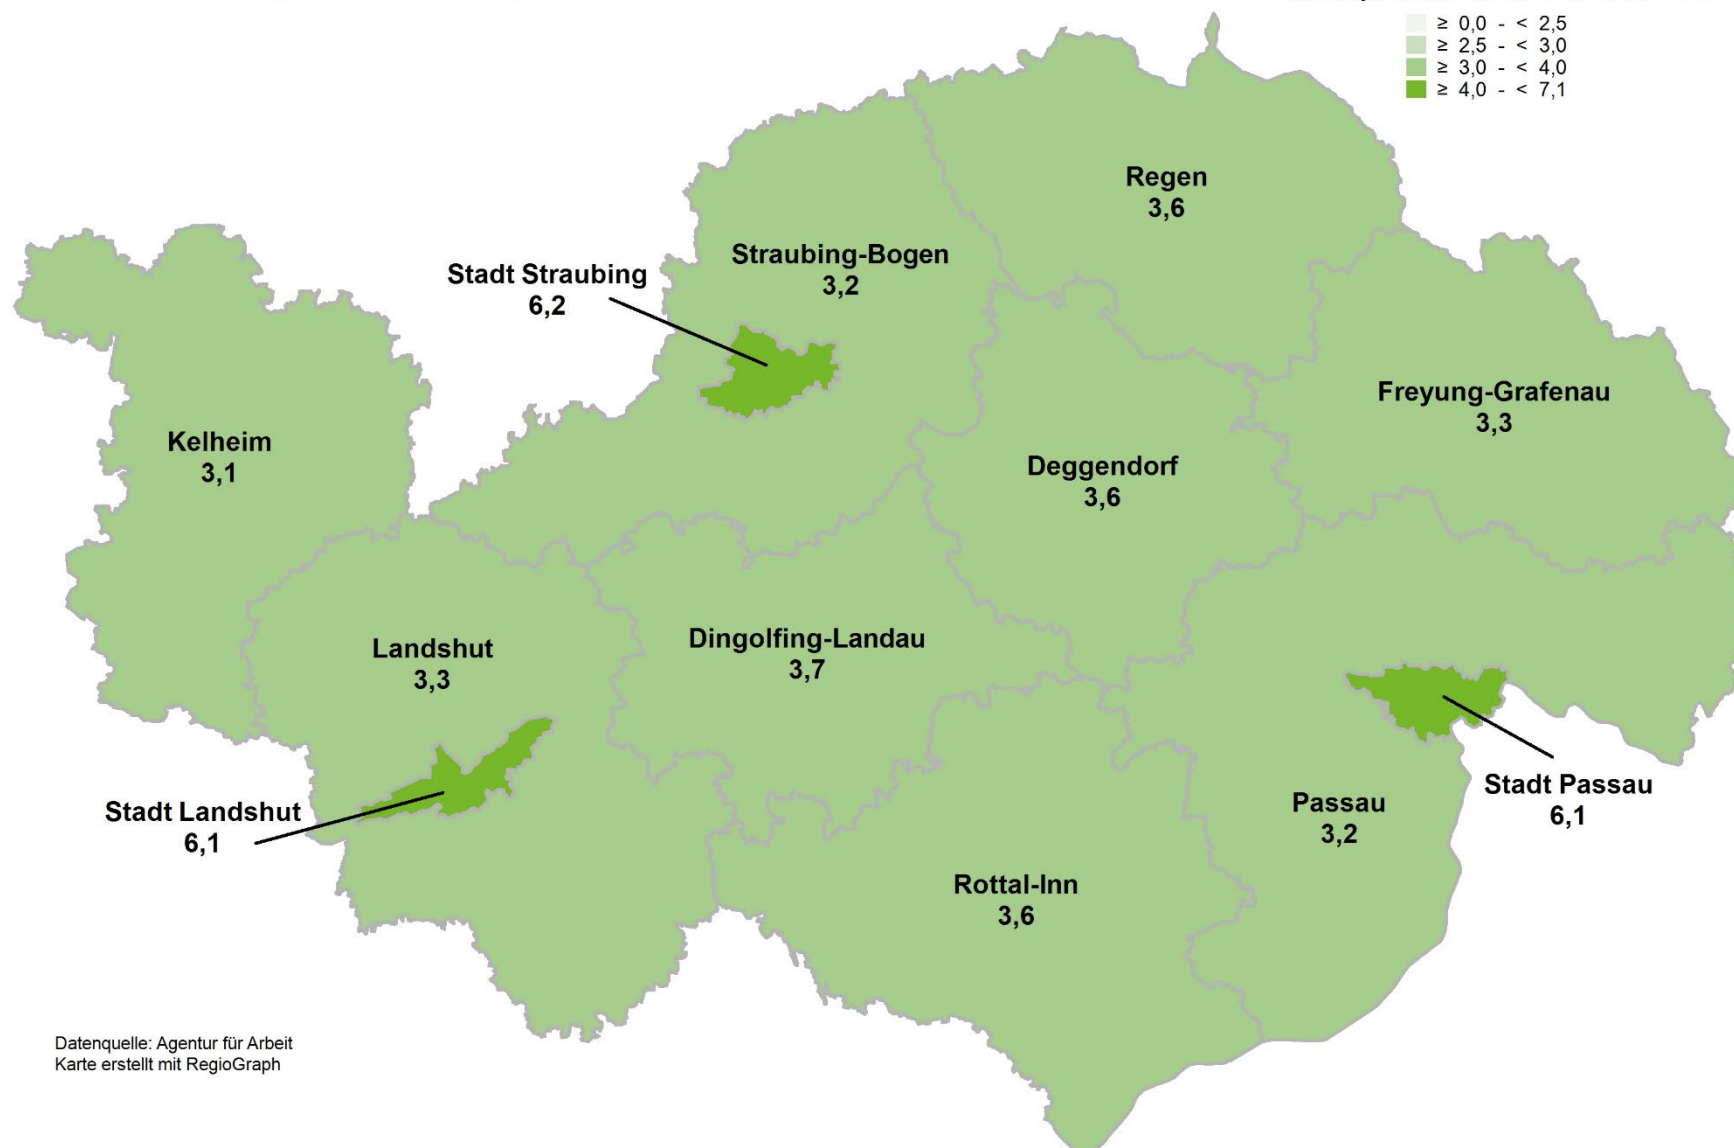 ≥ 0,0 - < 2,5
≥ 2,5 - < 3,0
≥ 3,0 - < 4,0
≥ 4,0 - < 7,1
Regen
3,6
Straubing-Bogen
3,2
Stadt Straubing
6,2
Freyung-Grafenau
3,3
Kelheim
3,1
Deggendorf
3,6
Landshut
3,3
Dingolfing-Landau
3,7
Stadt Passau
6,1
Stadt Landshut
6,1
Passau
3,2
Rottal-Inn
3,6
Datenquelle: Agentur für Arbeit
Karte erstellt mit RegioGraph